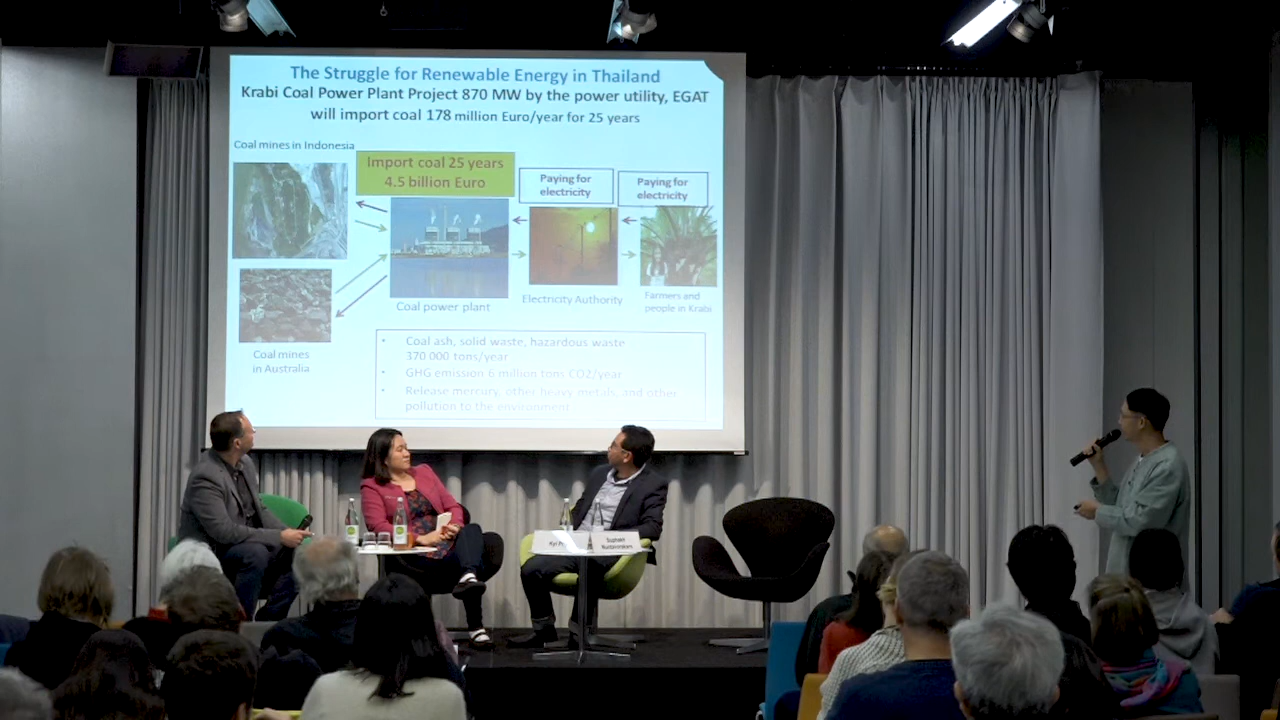 The Struggle for Renewable Energy in Thailand
Krabi Coal Power Plant Project 870 MW by the power utility, EGAT
will import coal 178 million Euro/year for 25 years
Coal mines in Indonesia
Import coal 25 years
4.5 billion Euro
Paying for
electricity
Paying for
electricity
Coal power plant
Electricity Authority
Farmers and
people in Krabi
Coal mines
in Australia
• Coal ash, solid waste, hazardous waste
370 000 tons/year
• GHG emission 6 million tons CO2/year
• Release mercury, other heavy metals, and other
pollution to the environment
Kyi